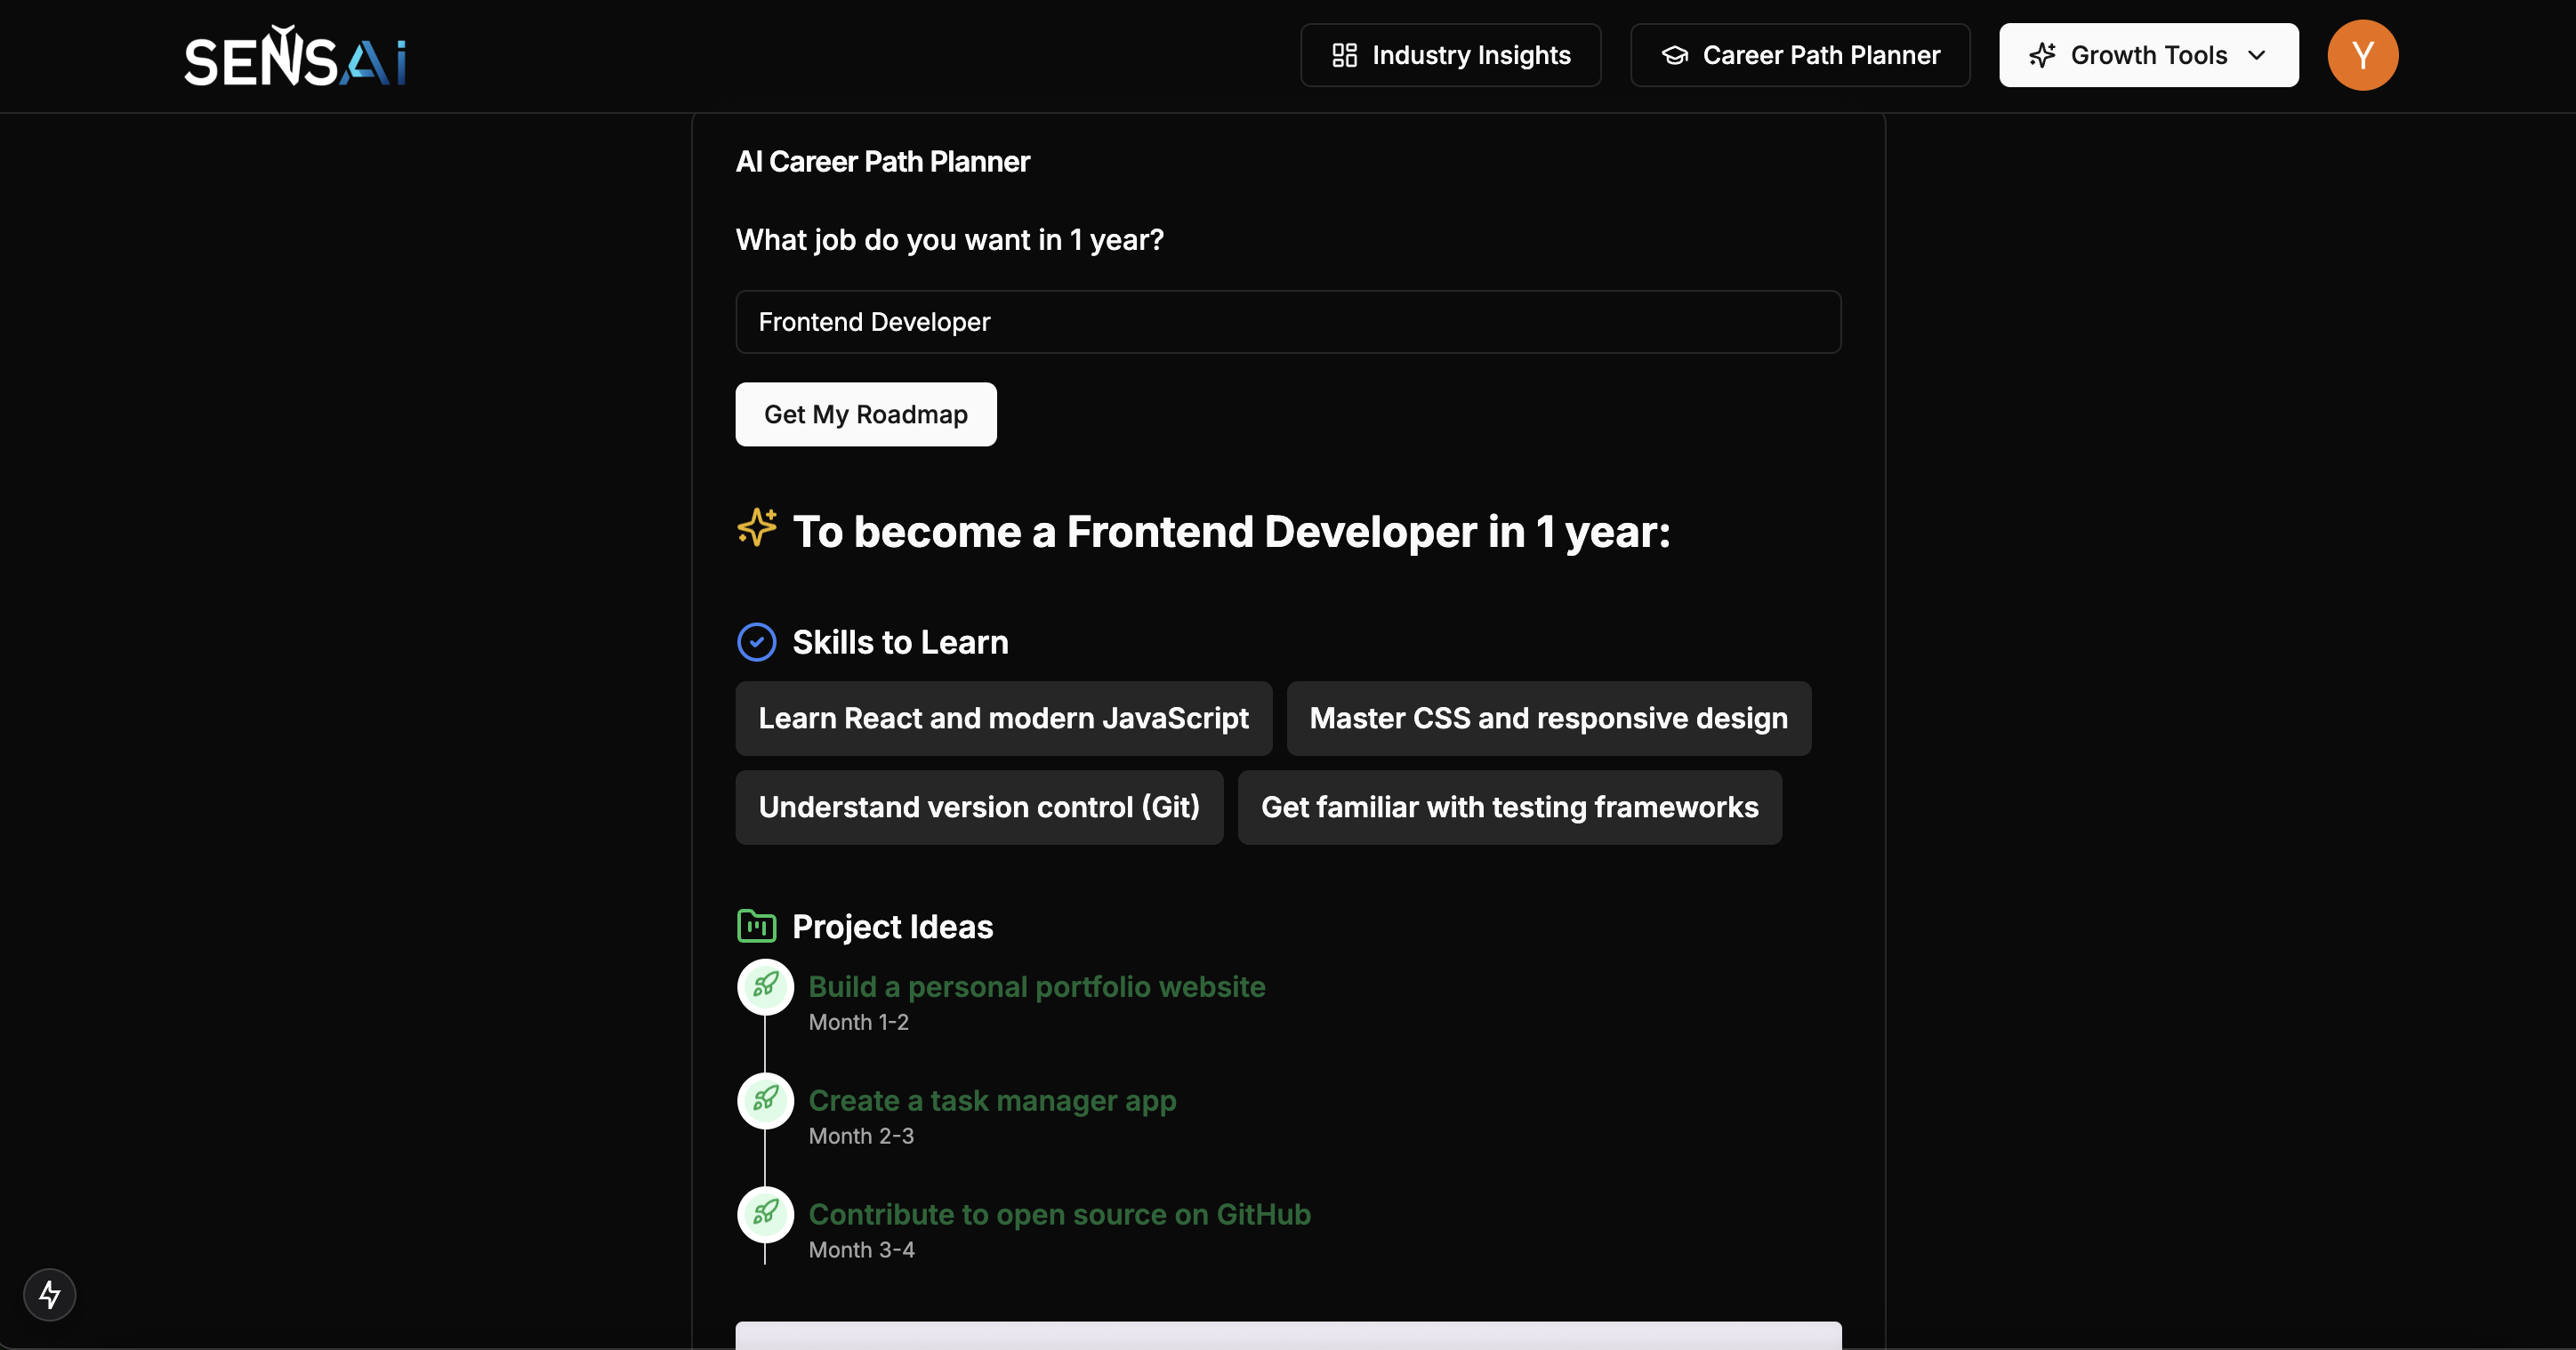 SENSAi
Industry Insights
Career Path Planner
Growth Tools
Y
AI Career Path Planner
What job do you want in 1 year?
Frontend Developer
Get My Roadmap
To become a Frontend Developer in 1 year:
Skills to Learn
Learn React and modern JavaScript
Master CSS and responsive design
Understand version control (Git)
Get familiar with testing frameworks
Project Ideas
Build a personal portfolio website
Month 1-2
Create a task manager app
Month 2-3
Contribute to open source on GitHub
Month 3-4